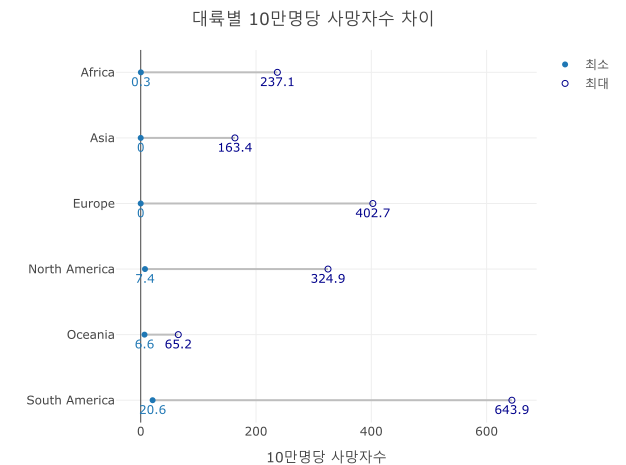 대륙별 10만명당 사망자수 차이
최소
최대
Africa
0.3
237.1
Asia
0
163.4
Europe
0
402.7
North America
7.4
324.9
Oceania
6.6
65.2
South America
20.6
643.9
0 200 400 600
10만명당 사망자수